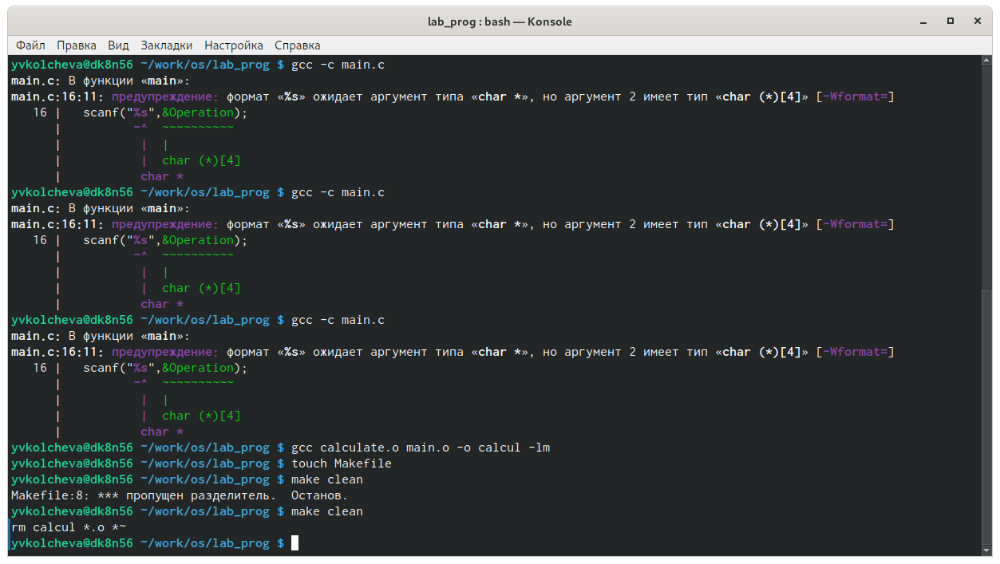 lab_prog : bash — Konsole
Файл Правка Вид Закладки Настройка Справка
yvkolcheva@dk8n56 ~/work/os/lab_prog $ gcc -c main.c
main.c: В функции «main»:
main.c:16:11: предупреждение: формат «%s» ожидает аргумент типа «char *», но аргумент 2 имеет тип «char (*)[4]» [-Wformat=]
   16 |   scanf("%s",&Operation);
      |          ~^  ~~~~~~~~~~
      |           |  |
      |           |  char (*)[4]
      |           char *
yvkolcheva@dk8n56 ~/work/os/lab_prog $ gcc -c main.c
main.c: В функции «main»:
main.c:16:11: предупреждение: формат «%s» ожидает аргумент типа «char *», но аргумент 2 имеет тип «char (*)[4]» [-Wformat=]
   16 |   scanf("%s",&Operation);
      |          ~^  ~~~~~~~~~~
      |           |  |
      |           |  char (*)[4]
      |           char *
yvkolcheva@dk8n56 ~/work/os/lab_prog $ gcc -c main.c
main.c: В функции «main»:
main.c:16:11: предупреждение: формат «%s» ожидает аргумент типа «char *», но аргумент 2 имеет тип «char (*)[4]» [-Wformat=]
   16 |   scanf("%s",&Operation);
      |          ~^  ~~~~~~~~~~
      |           |  |
      |           |  char (*)[4]
      |           char *
yvkolcheva@dk8n56 ~/work/os/lab_prog $ gcc calculate.o main.o -o calcul -lm
yvkolcheva@dk8n56 ~/work/os/lab_prog $ touch Makefile
yvkolcheva@dk8n56 ~/work/os/lab_prog $ make clean
Makefile:8: *** пропущен разделитель.  Останов.
yvkolcheva@dk8n56 ~/work/os/lab_prog $ make clean
rm calcul *.o *~
yvkolcheva@dk8n56 ~/work/os/lab_prog $